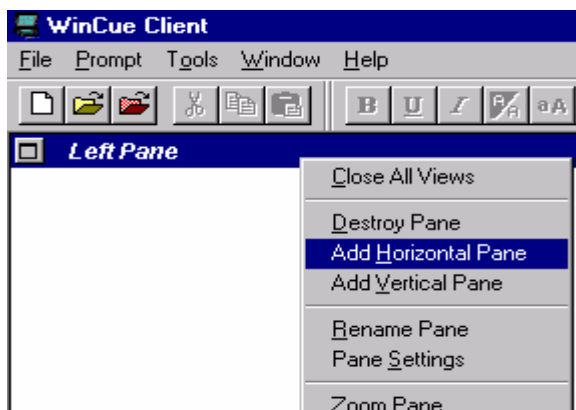 WinCue Client
File Prompt Tools Window Help
B U I A aA
Left Pane
Close All Views
Destroy Pane
Add Horizontal Pane
Add Vertical Pane
Rename Pane
Pane Settings
Zoom Pane